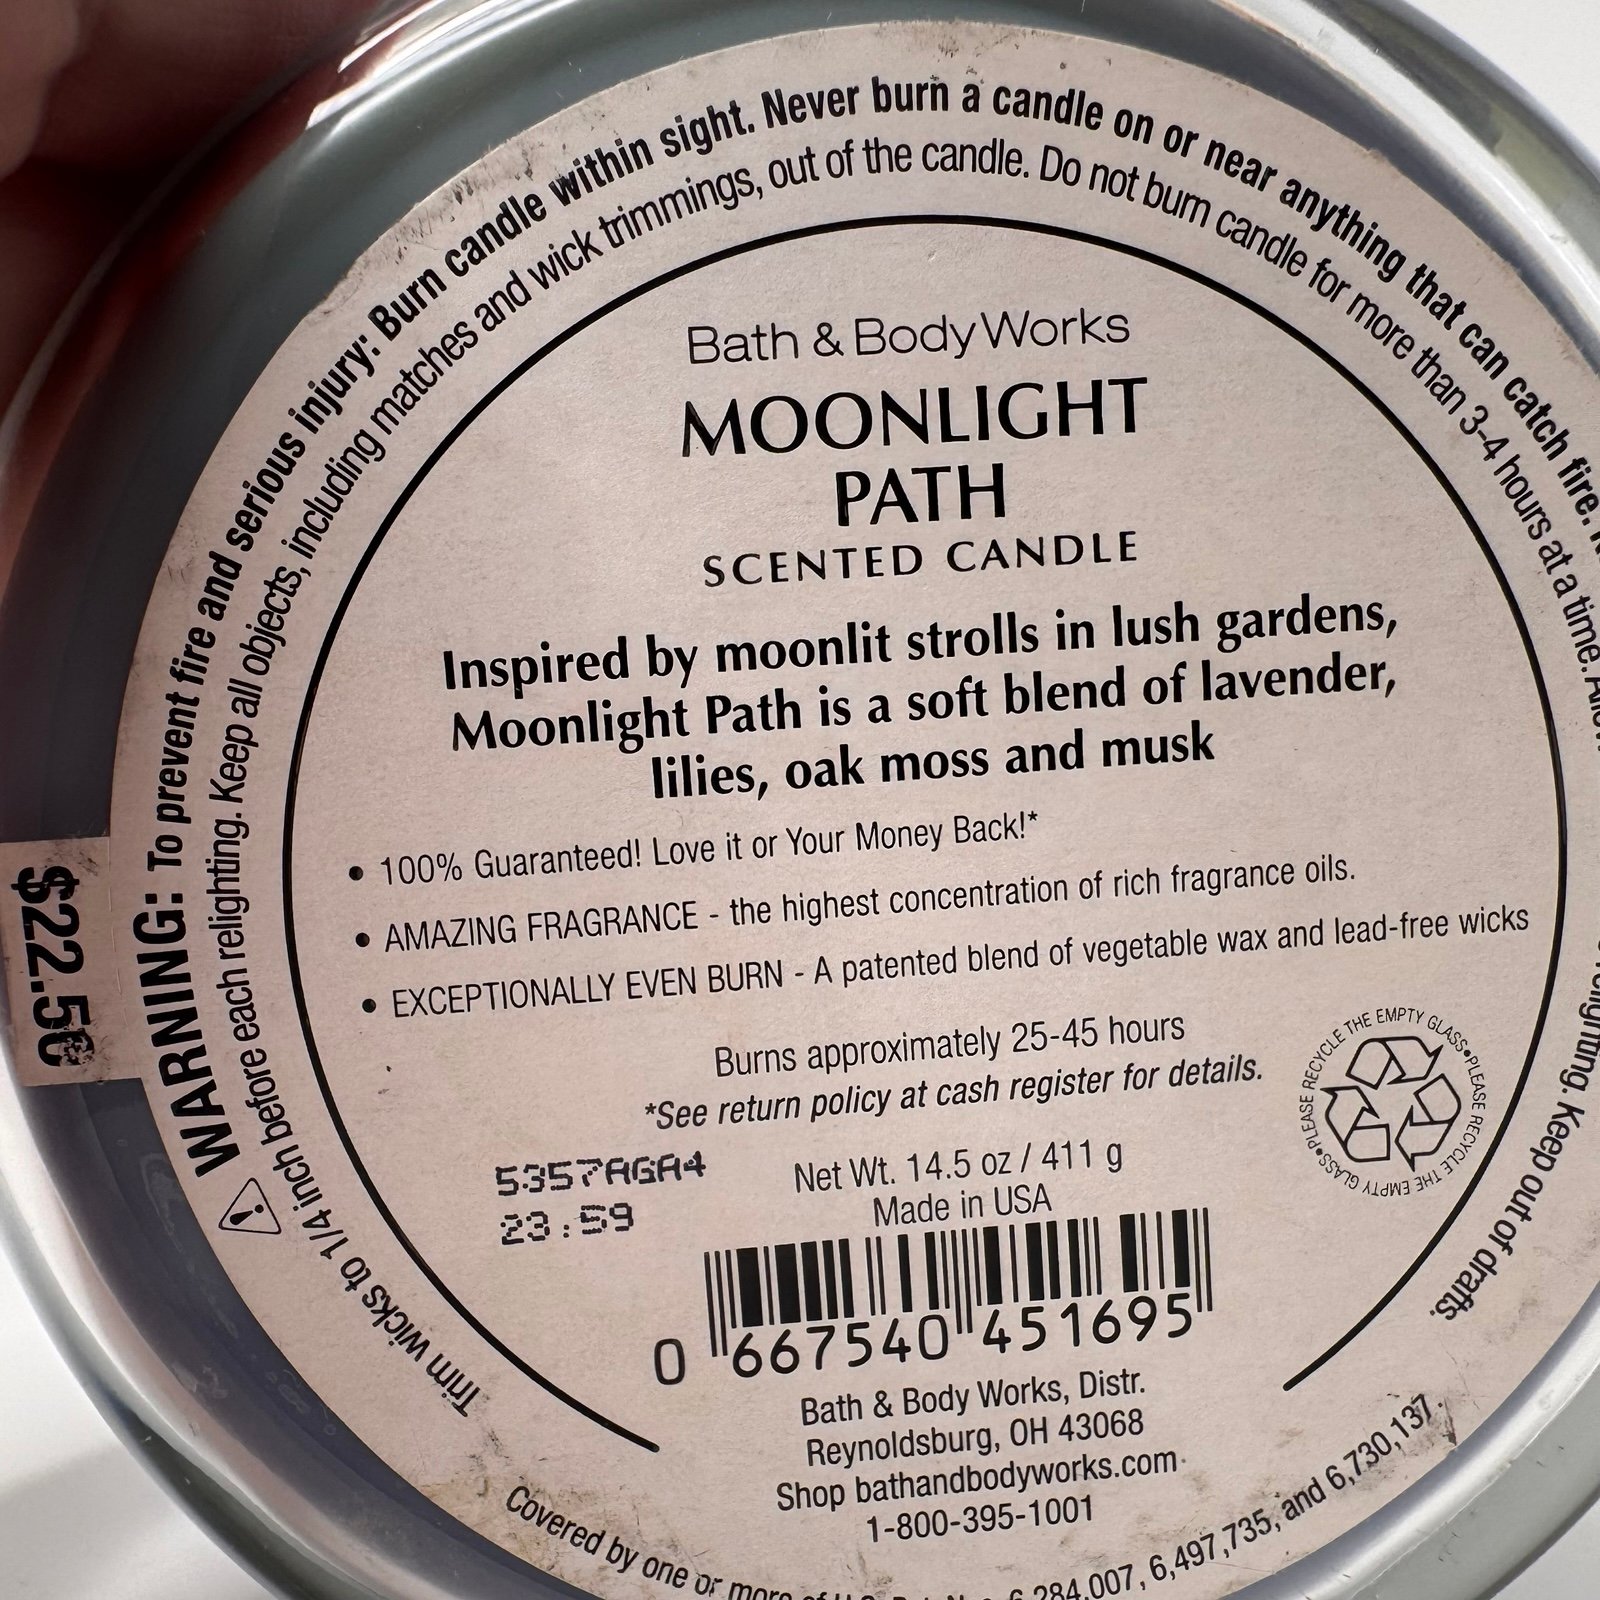 WARNING: To prevent fire and serious injury: Burn candle within sight. Never burn a candle on or near anything that can catch fire.
Trim wicks to 1/4 inch before each relighting. Keep all objects, including matches and wick trimmings, out of the candle. Do not burn candle for more than 3-4 hours at a time.
relighting. Keep out of drafts.
Bath & Body Works
MOONLIGHT
PATH
SCENTED CANDLE
Inspired by moonlit strolls in lush gardens,
Moonlight Path is a soft blend of lavender,
lilies, oak moss and musk
• 100% Guaranteed! Love it or Your Money Back!*
• AMAZING FRAGRANCE - the highest concentration of rich fragrance oils.
• EXCEPTIONALLY EVEN BURN - A patented blend of vegetable wax and lead-free wicks
Burns approximately 25-45 hours
*See return policy at cash register for details.
PLEASE RECYCLE THE EMPTY GLASS•PLEASE RECYCLE THE EMPTY GLASS•
5357AGA4
23:59
Net Wt. 14.5 oz / 411 g
Made in USA
0 667540 451695
Bath & Body Works, Distr.
Reynoldsburg, OH 43068
Shop bathandbodyworks.com
1-800-395-1001
Covered by one or more of U.S. 6,284,007, 6,497,735, and 6,730,137.
$22.50